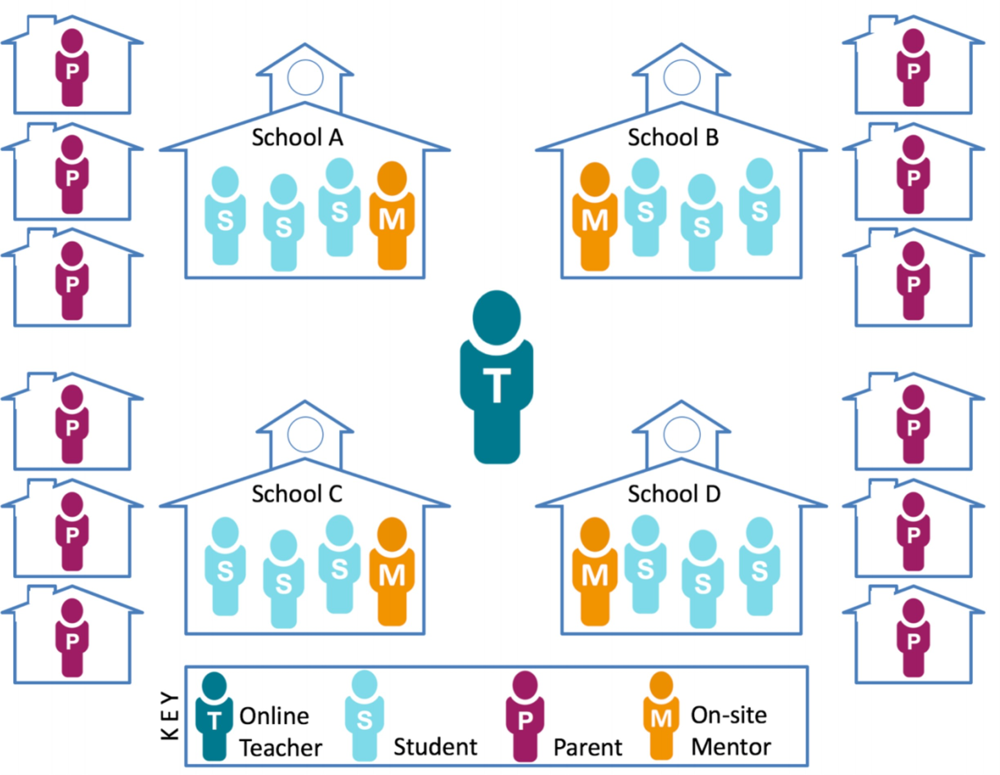 P
P
School A
School B
P
P
S
S
S
M
M
S
S
S
P
P
T
P
P
School C
School D
P
P
S
S
S
M
M
S
S
S
P
P
KEY
T
Online
Teacher
S
Student
P
Parent
M
On-site
Mentor
P
P